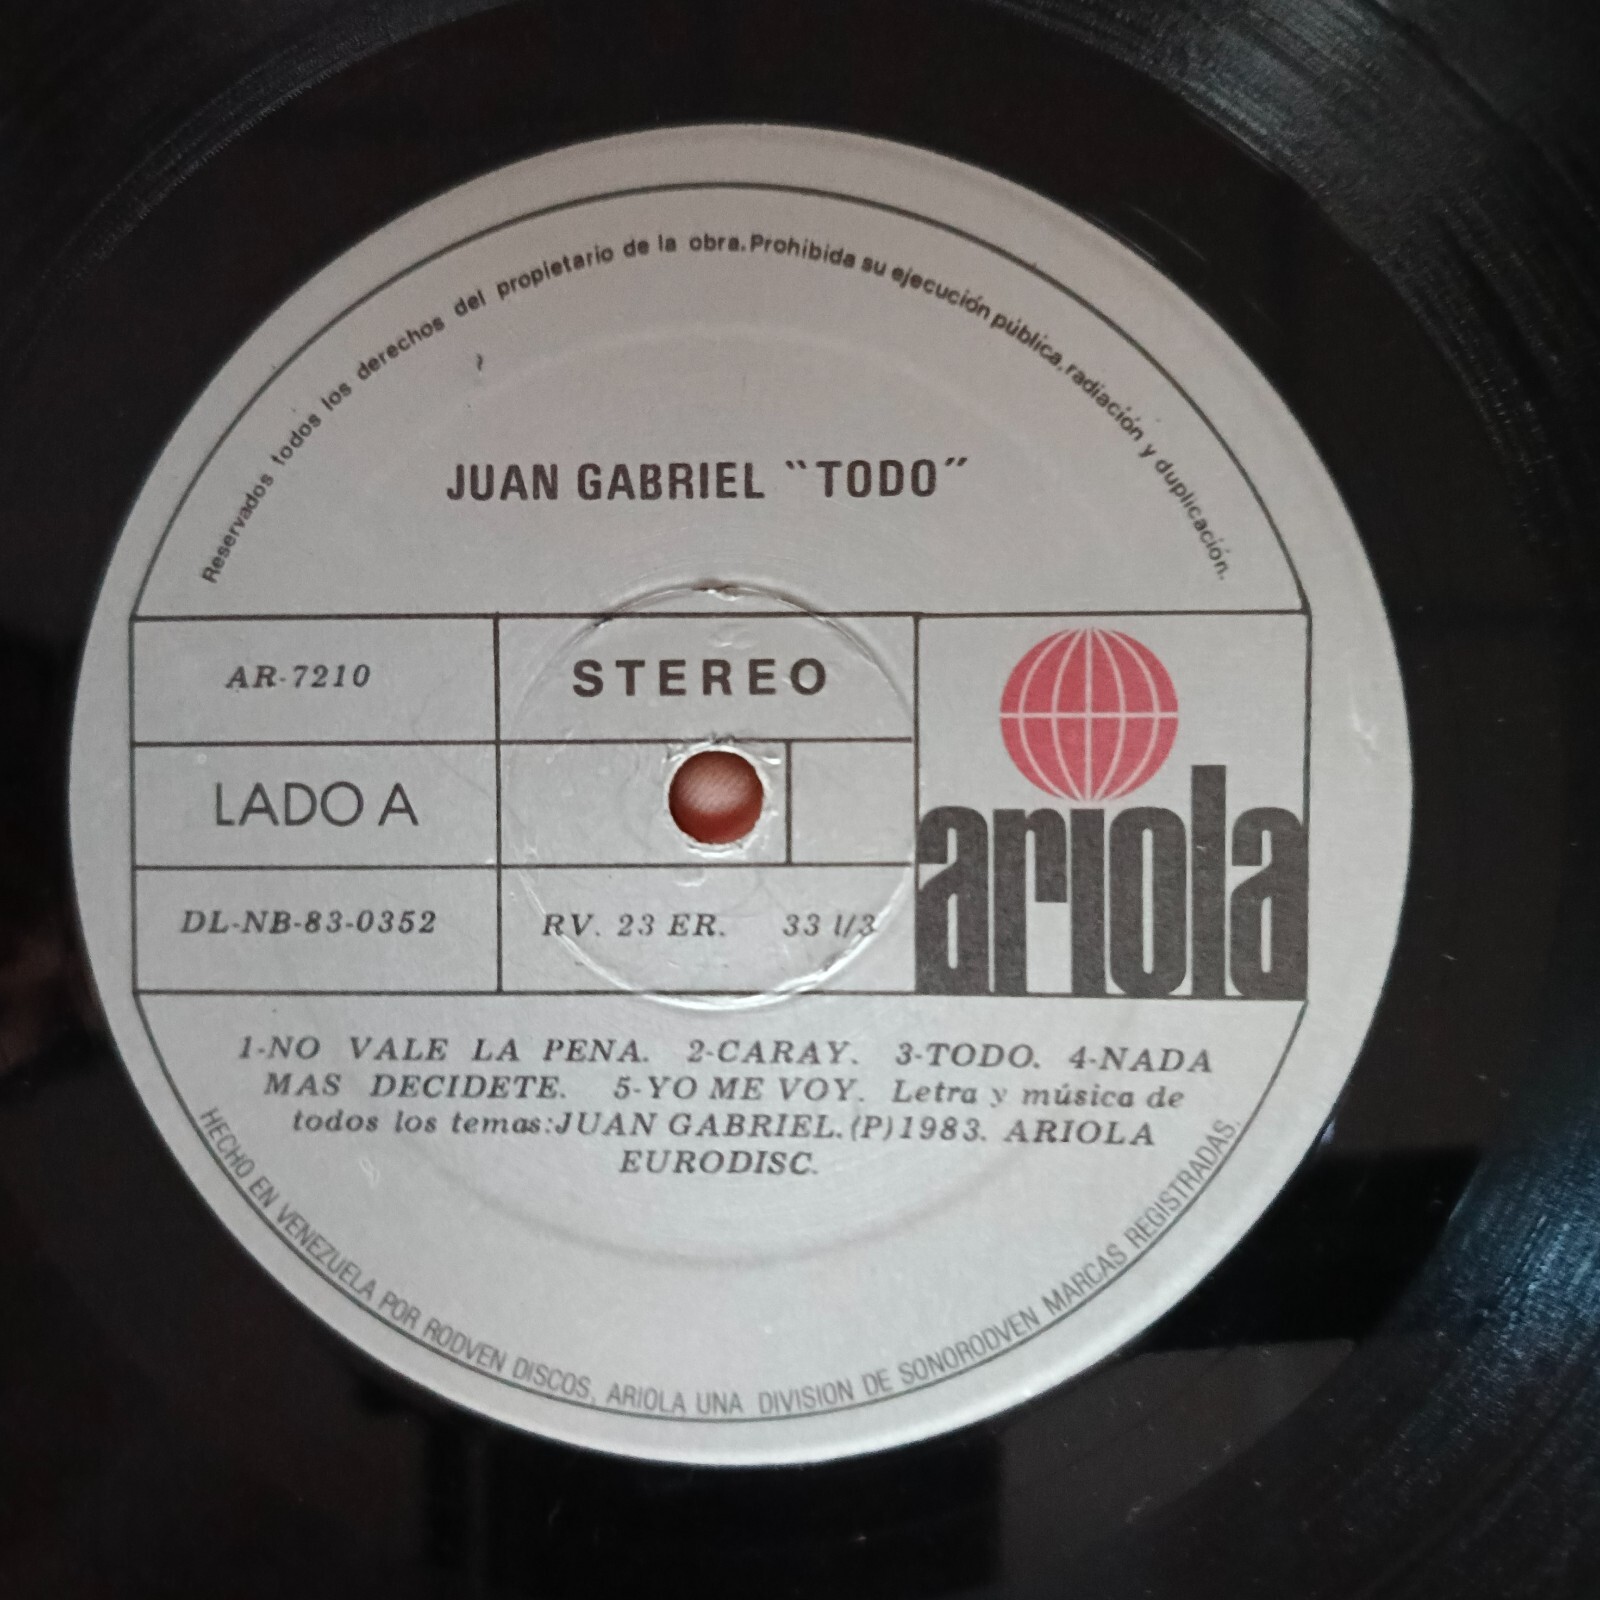 Reservados todos los derechos del propietario de la obra. Prohibida su ejecución pública, radiación y duplicación.
JUAN GABRIEL "TODO"
AR-7210
STEREO
LADO A
DL-NB-83-0352
RV. 23 ER. 33 1/3
ariola
1-NO VALE LA PENA. 2-CARAY. 3-TODO. 4-NADA
MAS DECIDETE. 5-YO ME VOY. Letra y música de
todos los temas:JUAN GABRIEL.(P)1983. ARIOLA
EURODISC.
HECHO EN VENEZUELA POR RODVEN DISCOS, ARIOLA UNA DIVISION DE SONORODVEN MARCAS REGISTRADAS.